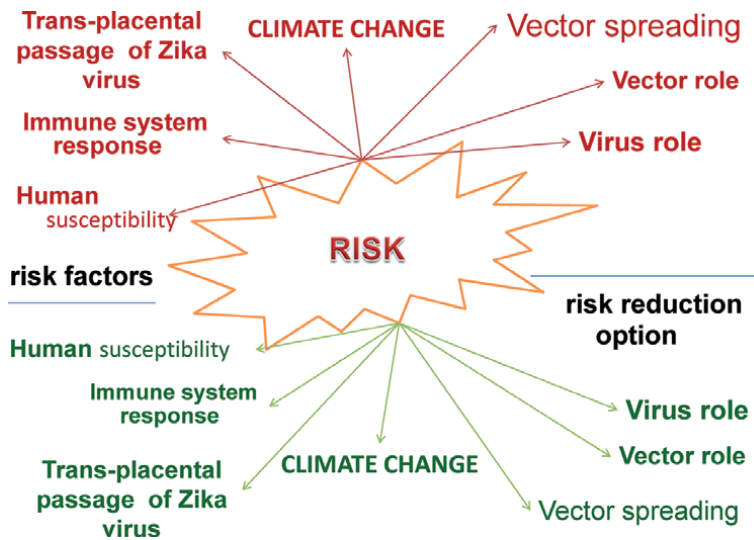 Trans-placental
passage of Zika
virus
CLIMATE CHANGE
Vector spreading
Vector role
Immune system
response
Virus role
Human
susceptibility
RISK
risk factors
risk reduction
option
Human susceptibility
Immune system
response
Virus role
Trans-placental
passage of Zika
virus
CLIMATE CHANGE
Vector role
Vector spreading